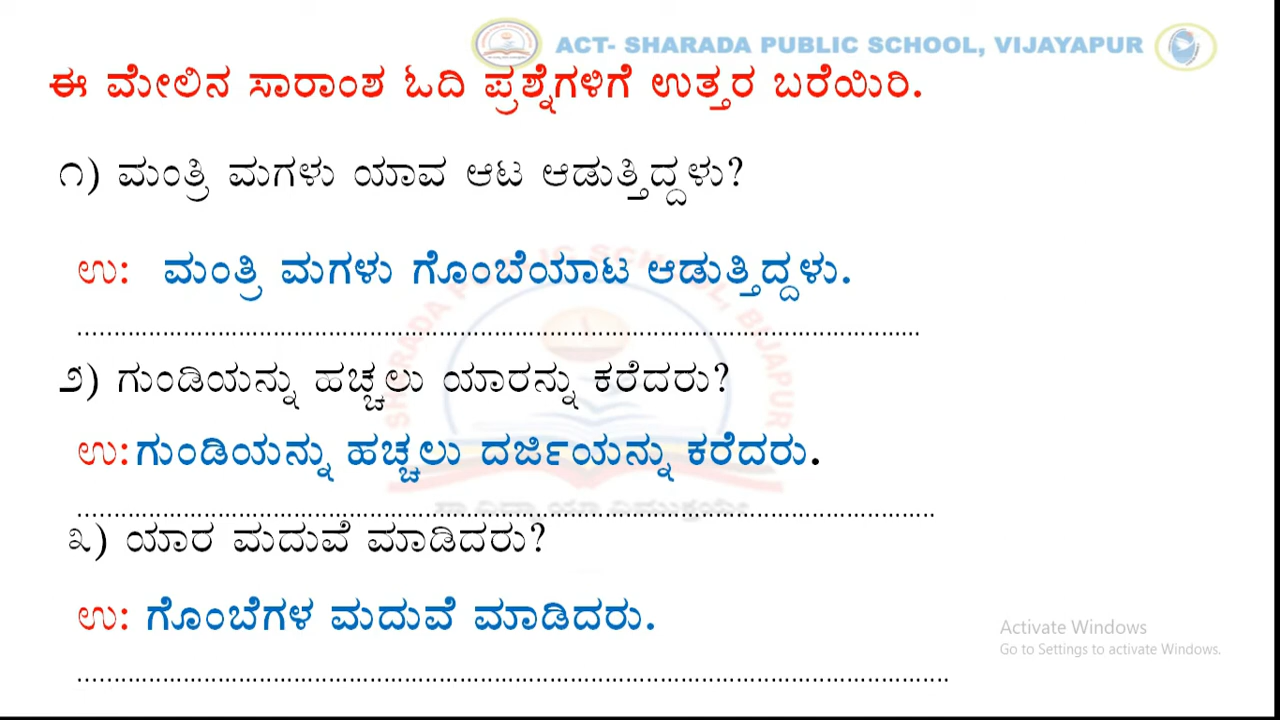 ACT- SHARADA PUBLIC SCHOOL, VIJAYAPUR
ಈ ಮೇಲಿನ ಸಾರಾಂಶ ಓದಿ ಪ್ರಶ್ನೆಗಳಿಗೆ ಉತ್ತರ ಬರೆಯಿರಿ.
೧) ಮಂತ್ರಿ ಮಗಳು ಯಾವ ಆಟ ಆಡುತ್ತಿದ್ದಳು?
ಉ: ಮಂತ್ರಿ ಮಗಳು ಗೊಂಬೆಯಾಟ ಆಡುತ್ತಿದ್ದಳು.
೨) ಗುಂಡಿಯನ್ನು ಹಚ್ಚಲು ಯಾರನ್ನು ಕರೆದರು?
ಉ: ಗುಂಡಿಯನ್ನು ಹಚ್ಚಲು ದರ್ಜಿಯನ್ನು ಕರೆದರು.
೩) ಯಾರ ಮದುವೆ ಮಾಡಿದರು?
ಉ: ಗೊಂಬೆಗಳ ಮದುವೆ ಮಾಡಿದರು.
Activate Windows
Go to Settings to activate Windows.